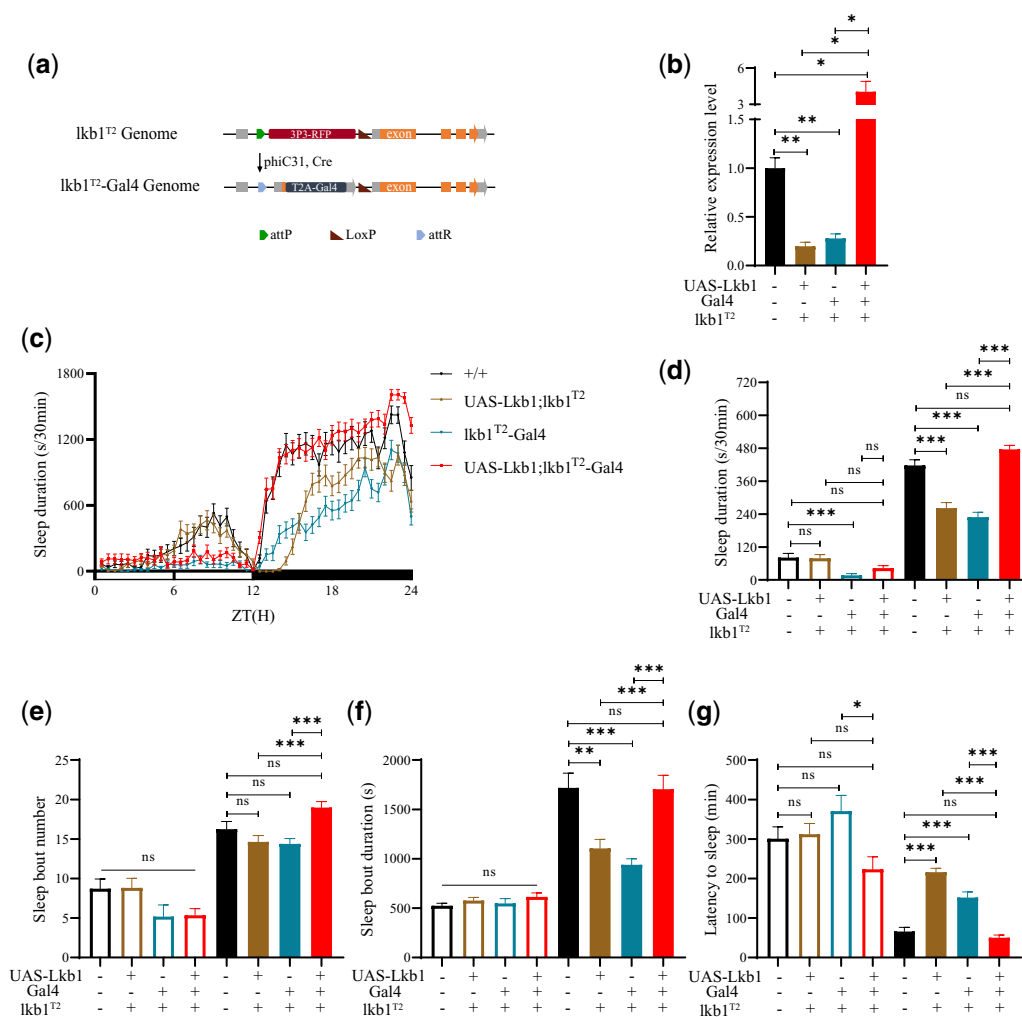 (a)
lkb1T2 Genome
3P3-RFP
exon
phiC31, Cre
lkb1T2-Gal4 Genome
T2A-Gal4
exon
attP
LoxP
attR
(b)
*
*
*
**
**
Relative expression level
6
3
1.5
1.0
0.5
0.0
UAS-Lkb1 - + - +
Gal4 - - + +
lkb1T2 - + + +
(c)
Sleep duration (s/30min)
1800
1200
600
0
0 6 12 18 24
ZT(H)
+/+
UAS-Lkb1;lkb1T2
lkb1T2-Gal4
UAS-Lkb1;lkb1T2-Gal4
(d)
***
***
ns
***
***
ns
ns
ns
***
ns
Sleep duration (s/30min)
720
600
480
360
240
120
0
UAS-Lkb1 - + - + - + - +
Gal4 - - + + - - + +
lkb1T2 - + + + - + + +
(e)
***
***
ns
ns
ns
ns
Sleep bout number
25
20
15
10
5
0
UAS-Lkb1 - + - + - + - +
Gal4 - - + + - - + +
lkb1T2 - + + + - + + +
(f)
***
***
ns
***
**
ns
Sleep bout duration (s)
2000
1500
1000
500
0
UAS-Lkb1 - + - + - + - +
Gal4 - - + + - - + +
lkb1T2 - + + + - + + +
(g)
*
ns
ns
ns
ns
***
***
ns
***
***
Latency to sleep (min)
400
300
200
100
0
UAS-Lkb1 - + - + - + - +
Gal4 - - + + - - + +
lkb1T2 - + + + - + + +